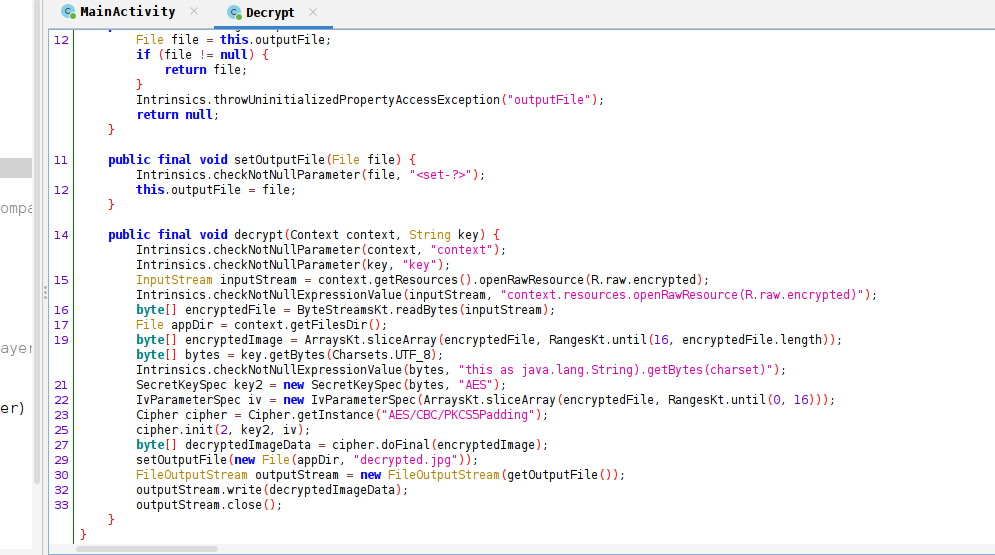 MainActivity × Decrypt ×
12 File file = this.outputFile;
if (file != null) {
return file;
}
Intrinsics.throwUninitializedPropertyAccessException("outputFile");
return null;
}
11 public final void setOutputFile(File file) {
Intrinsics.checkNotNullParameter(file, "<set-?>");
12 this.outputFile = file;
}
ompa
14 public final void decrypt(Context context, String key) {
Intrinsics.checkNotNullParameter(context, "context");
Intrinsics.checkNotNullParameter(key, "key");
15 InputStream inputStream = context.getResources().openRawResource(R.raw.encrypted);
Intrinsics.checkNotNullExpressionValue(inputStream, "context.resources.openRawResource(R.raw.encrypted)");
16 byte[] encryptedFile = ByteStreamsKt.readBytes(inputStream);
17 File appDir = context.getFilesDir();
19 byte[] encryptedImage = ArraysKt.sliceArray(encryptedFile, RangesKt.until(16, encryptedFile.length));
ayer
byte[] bytes = key.getBytes(Charsets.UTF_8);
Intrinsics.checkNotNullExpressionValue(bytes, "this as java.lang.String).getBytes(charset)");
21 SecretKeySpec key2 = new SecretKeySpec(bytes, "AES");
22 IvParameterSpec iv = new IvParameterSpec(ArraysKt.sliceArray(encryptedFile, RangesKt.until(0, 16)));
er)
23 Cipher cipher = Cipher.getInstance("AES/CBC/PKCS5Padding");
25 cipher.init(2, key2, iv);
27 byte[] decryptedImageData = cipher.doFinal(encryptedImage);
29 setOutputFile(new File(appDir, "decrypted.jpg"));
30 FileOutputStream outputStream = new FileOutputStream(getOutputFile());
32 outputStream.write(decryptedImageData);
33 outputStream.close();
}
}